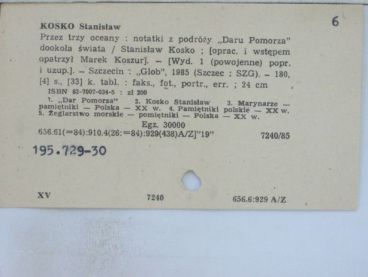 6
KOSKO Stanisław
Przez trzy oceany : notatki z podróży „Daru Pomorza"
dookoła świata / Stanisław Kosko ; [oprac. i wstępem
opatrzył Marek Koszur]. – [Wyd. 1 (powojenne) popr.
i uzup.]. – Szczecin : „Glob", 1985 (Szczec ; SZG). – 180,
[4] s., [33] k. tabl. : faks., fot., portr., err. ; 24 cm
ISBN 83-7007-034-5 : zł 200
1. „Dar Pomorza" 2. Kosko Stanisław 3. Marynarze –
pamiętniki – Polska – XX w. 4. Pamiętniki polskie – XX w.
5. Żeglarstwo morskie – pamiętniki – Polska – XX w.
Egz. 30000
656.61(=84):910.4(26:=84):929(438)A/Z]"19" 7240/85
195.729-30
XV 7240 656.6:929 A/Z